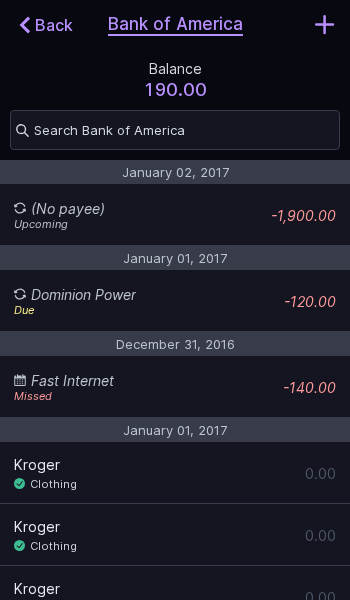 Back
Bank of America
Balance
190.00
Search Bank of America
January 02, 2017
(No payee)
-1,900.00
Upcoming
January 01, 2017
Dominion Power
-120.00
Due
December 31, 2016
Fast Internet
-140.00
Missed
January 01, 2017
Kroger
0.00
Clothing
Kroger
0.00
Clothing
Kroger
0.00